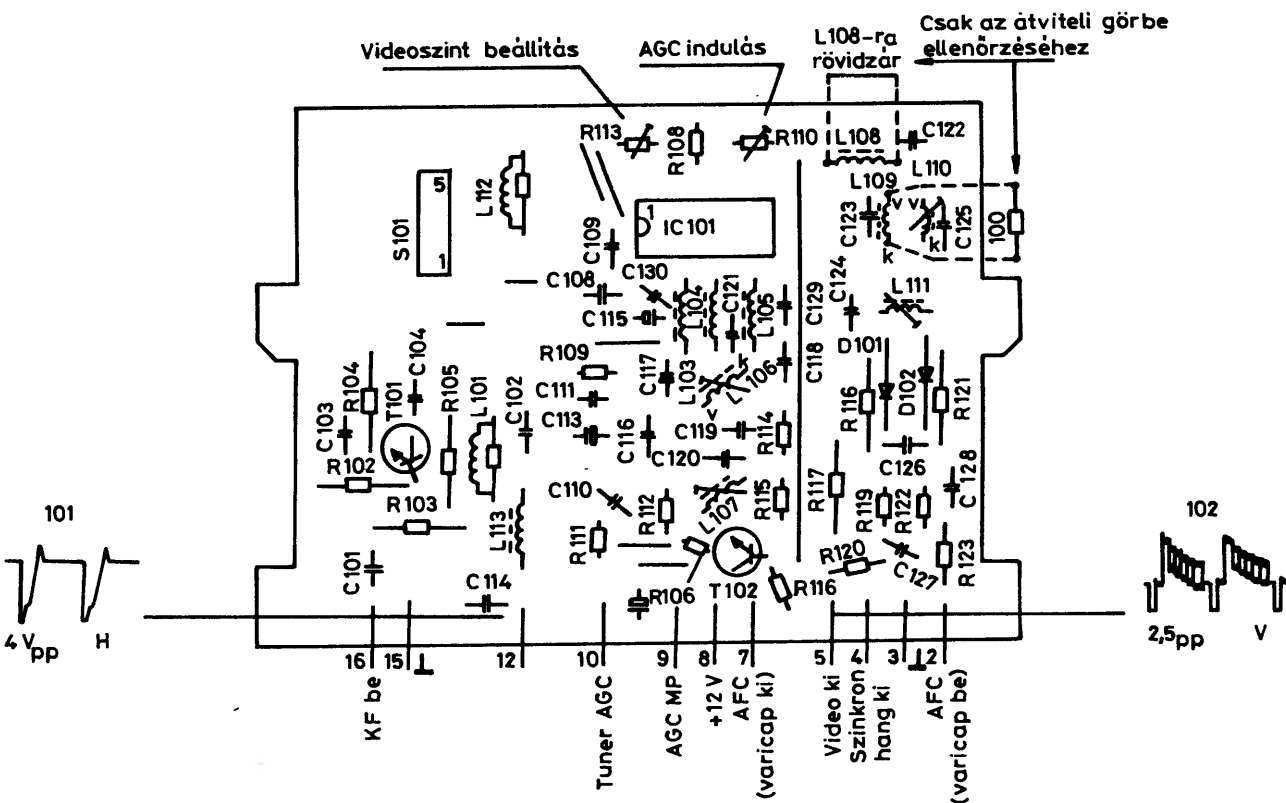 Csak az átviteli görbe
ellenőrzéséhez
L108-ra
rövidzár
Videoszint beállitás
AGC indulás
R113
R108
R110
L108
C122
L110
L109
v v
C123
k
k
C125
100
5
S101
1
L112
1
IC101
C109
C108
C130
C115
L104
C121
L105
C129
C124
L111
R109
C117
L103
k
v
L106
C118
D101
D102
C111
C113
C116
C119
C120
R114
R116
R121
C104
R104
T101
R105
L101
C102
C103
R102
R103
C126
C128
C110
R112
L107
R115
R117
R119
R122
L113
R111
C101
C114
R106
T102
R116
R120
C127
R123
101
4 Vpp
H
102
2,5pp
V
16
15
12
10
9
8
7
5
4
3
2
KF be
Tuner AGC
AGC MP
+12 V
AFC
(varicap ki)
Video ki
Szinkron
hang ki
AFC
(varicap be)